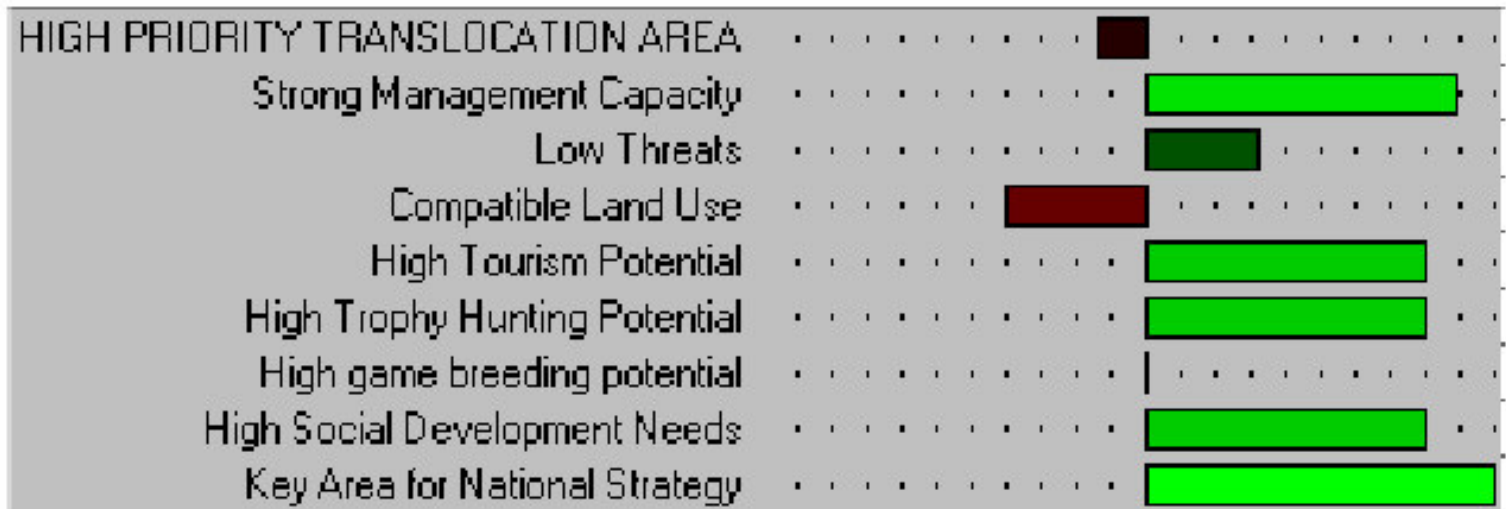 HIGH PRIORITY TRANSLOCATION AREA
Strong Management Capacity
Low Threats
Compatible Land Use
High Tourism Potential
High Trophy Hunting Potential
High game breeding potential
High Social Development Needs
Key Area for National Strategy